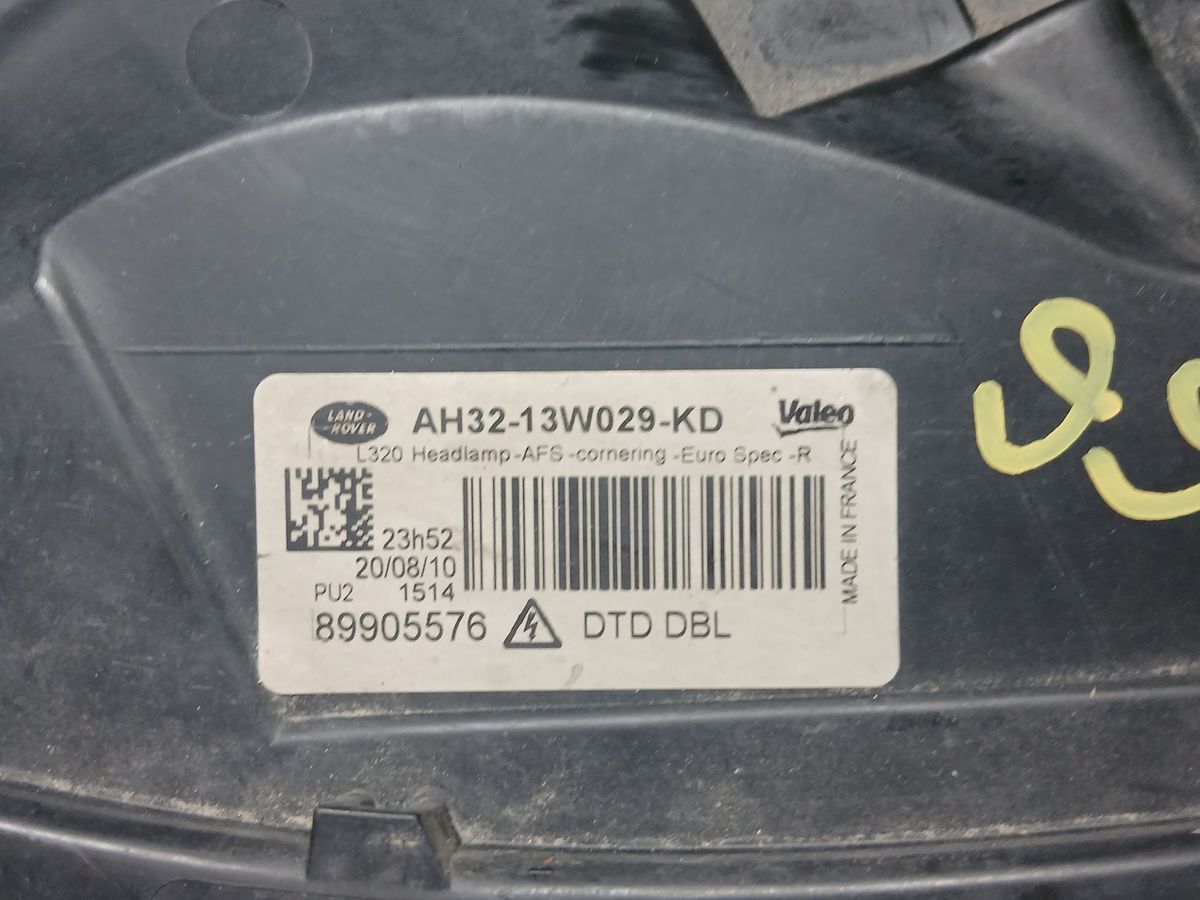 LAND-
ROVER
AH32-13W029-KD
Valeo
L320 Headlamp -AFS -cornering -Euro Spec -R
23h52
20/08/10
PU2 1514
89905576 DTD DBL
MADE IN FRANCE